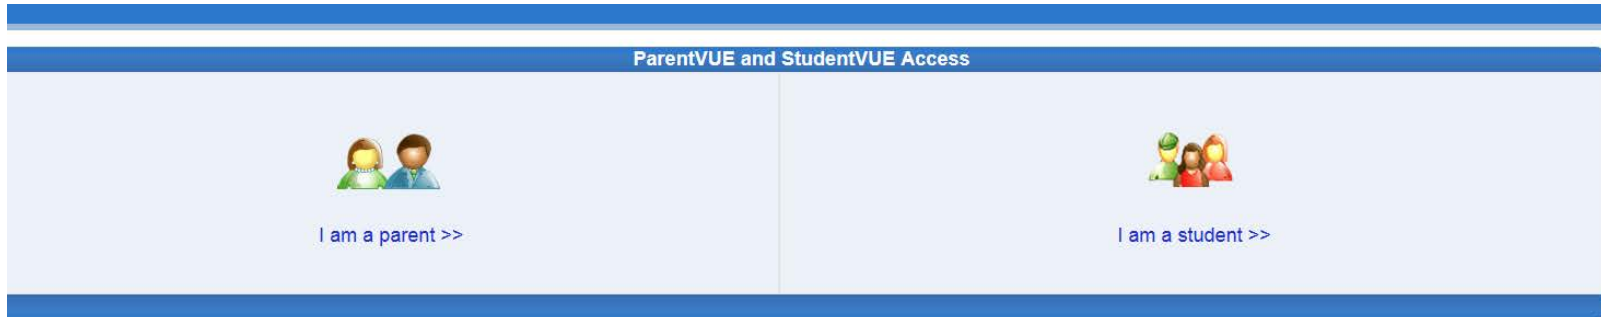 ParentVUE and StudentVUE Access
I am a parent >>
I am a student >>